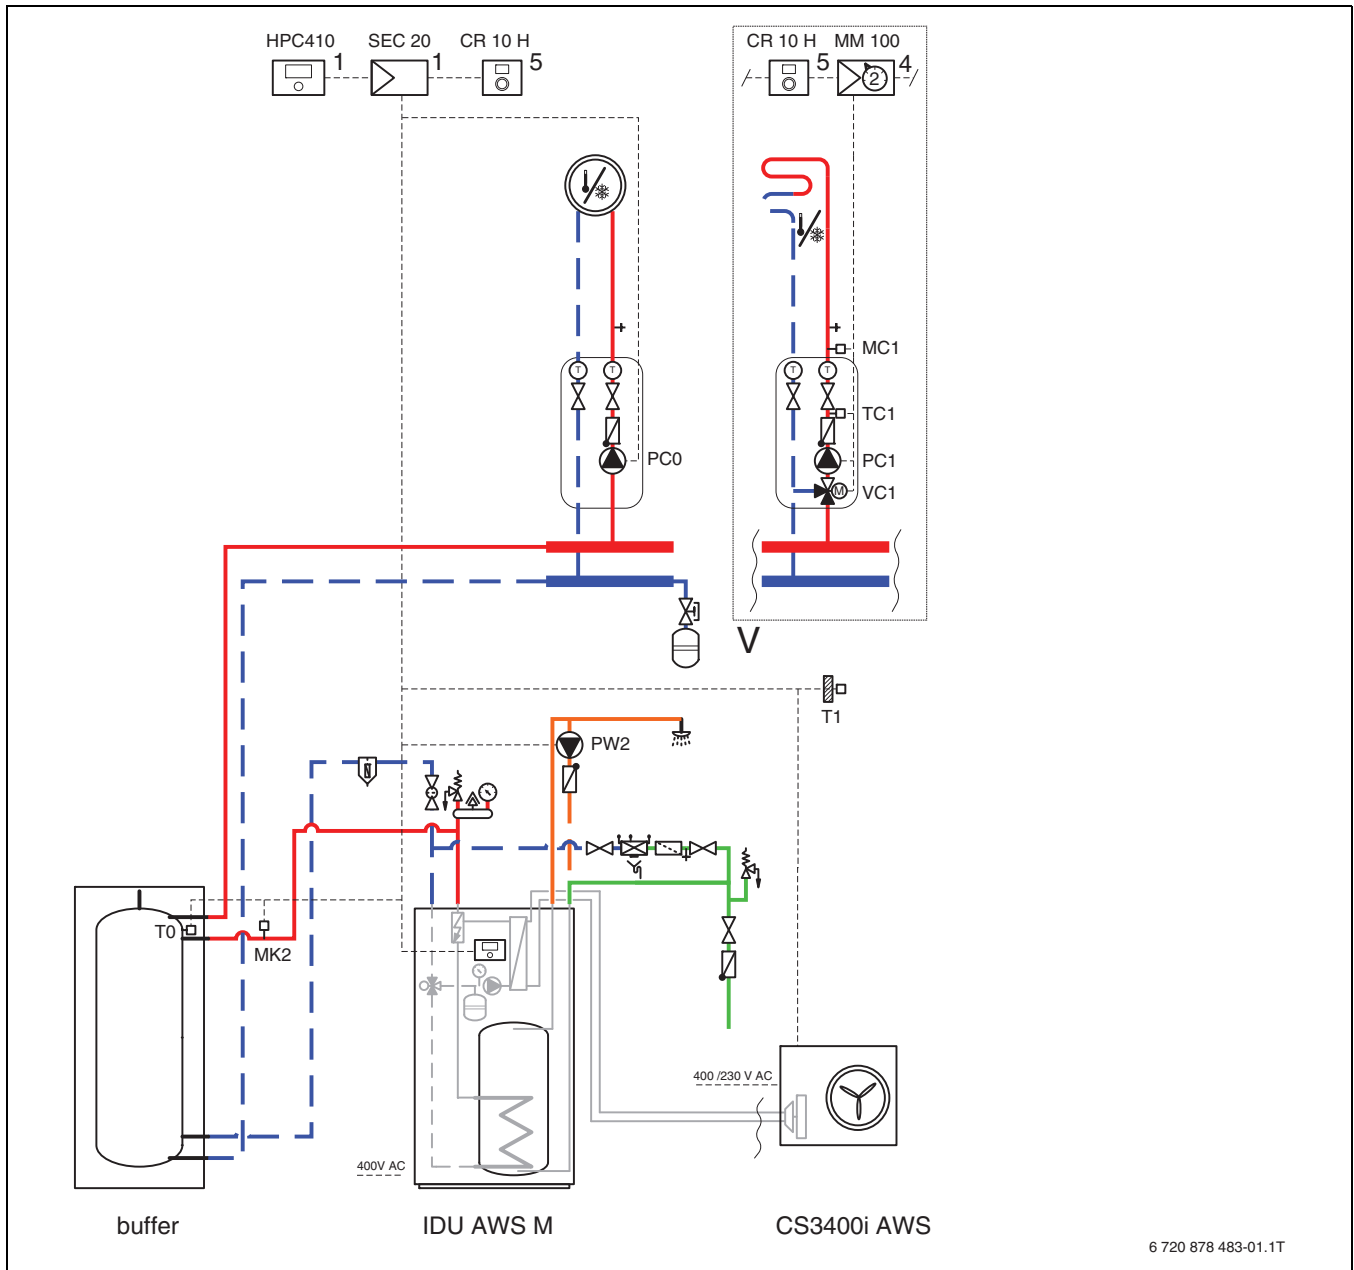 HPC410 SEC 20 CR 10 H CR 10 H MM 100
1 1 5 5 2 4
MC1
T T T T
TC1
PC0 PC1
M VC1
V
T1
PW2
T0
MK2
400 /230 V AC
400V AC
buffer IDU AWS M CS3400i AWS
6 720 878 483-01.1T